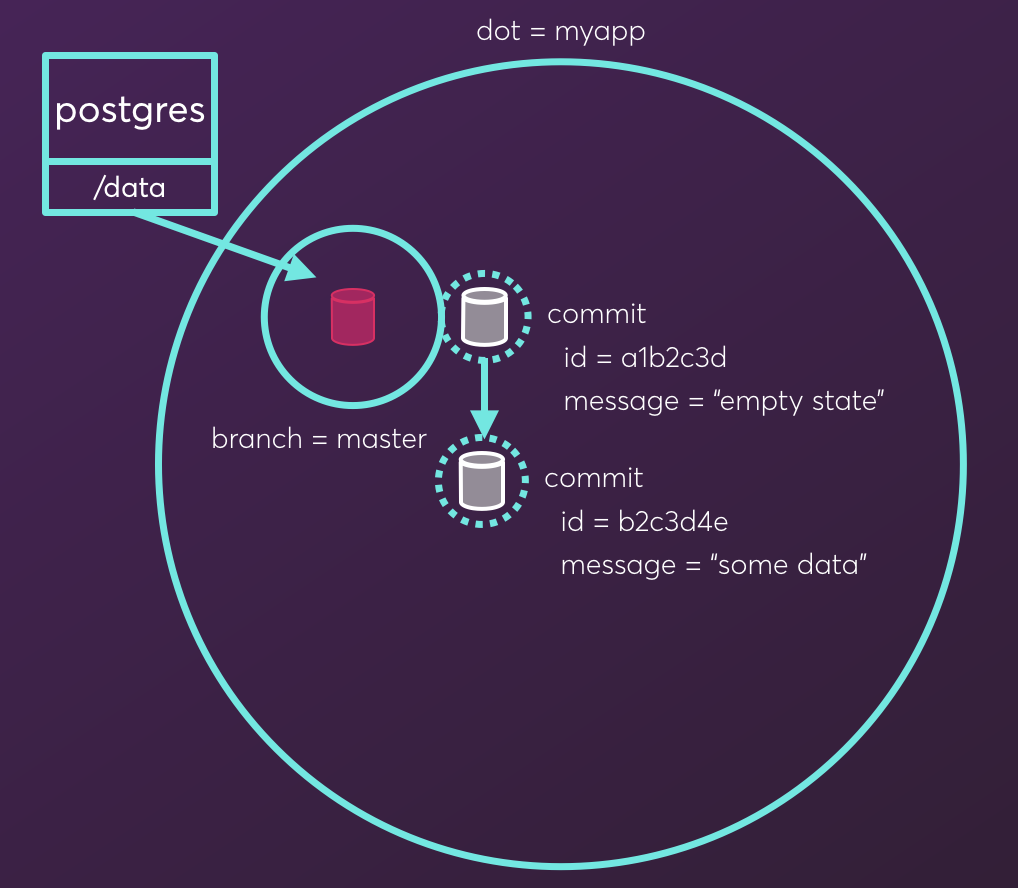 dot = myapp
postgres
/data
commit
id = a1b2c3d
message = “empty state”
branch = master
commit
id = b2c3d4e
message = “some data”